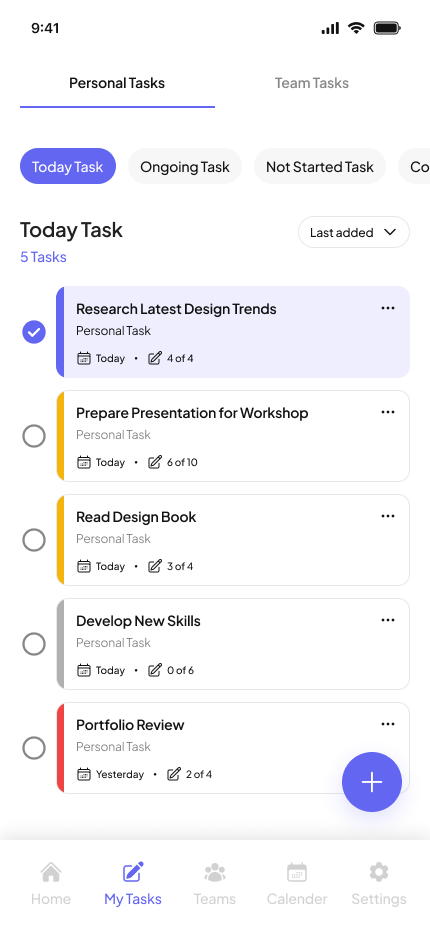 9:41
Personal Tasks Team Tasks
Today Task Ongoing Task Not Started Task Co
Today Task
Last added
5 Tasks
Research Latest Design Trends
Personal Task
Today • 4 of 4
Prepare Presentation for Workshop
Personal Task
Today • 6 of 10
Read Design Book
Personal Task
Today • 3 of 4
Develop New Skills
Personal Task
Today • 0 of 6
Portfolio Review
Personal Task
Yesterday • 2 of 4
Home My Tasks Teams Calender Settings